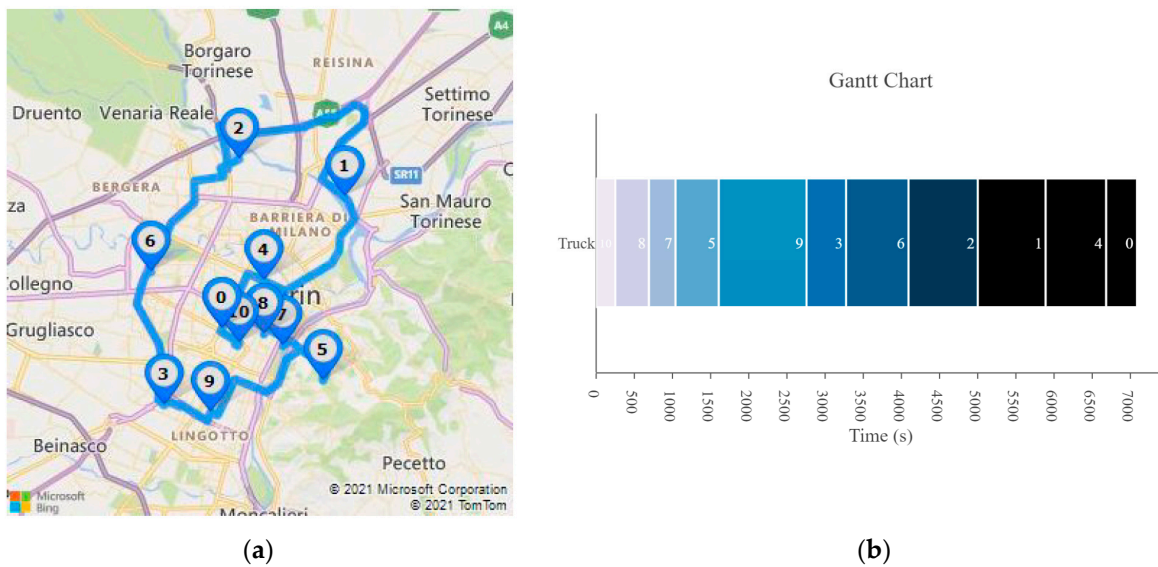 Borgaro
Torinese
REISINA
A4
Settimo
Torinese
Druento
Venaria Reale
2
1
SR11
BERGERA
San Mauro
Torinese
BARRIERA DI
MILANO
6
4
Collegno
0
10
8
7
Grugliasco
5
3
9
LINGOTTO
Beinasco
Pecetto
Microsoft
Bing
© 2021 Microsoft Corporation
© 2021 TomTom
Moncalieri
(a)
Gantt Chart
Truck
10 8 7 5 9 3 6 2 1 4 0
0 500 1000 1500 2000 2500 3000 3500 4000 4500 5000 5500 6000 6500 7000
Time (s)
(b)